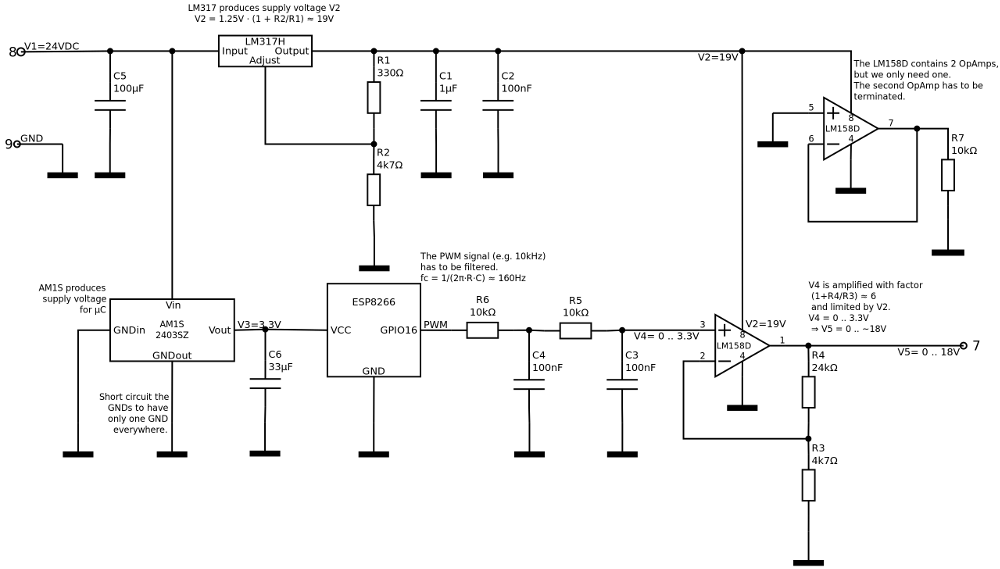 LM317 produces supply voltage V2
V2 = 1.25V · (1 + R2/R1) ≈ 19V
8
V1=24VDC
LM317H
Input
Output
Adjust
R1
330Ω
C5
100µF
C1
1µF
C2
100nF
V2=19V
The LM158D contains 2 OpAmps,
but we only need one.
The second OpAmp has to be
terminated.
5
8
LM158D
7
6
4
R7
10kΩ
9
GND
R2
4k7Ω
The PWM signal (e.g. 10kHz)
has to be filtered.
fc = 1/(2π·R·C) ≈ 160Hz
AM1S produces
supply voltage
for µC
Vin
GNDin
AM1S
2403SZ
Vout
GNDout
V3=3.3V
C6
33µF
ESP8266
VCC
GPIO16
GND
PWM
R6
10kΩ
R5
10kΩ
C4
100nF
C3
100nF
V4= 0 .. 3.3V
V4 is amplified with factor
(1+R4/R3) ≈ 6
and limited by V2.
V4 = 0 .. 3.3V
⇒ V5 = 0 .. ~18V
3
8
V2=19V
LM158D
1
2
4
V5= 0 .. 18V
7
R4
24kΩ
R3
4k7Ω
Short circuit the
GNDs to have
only one GND
everywhere.